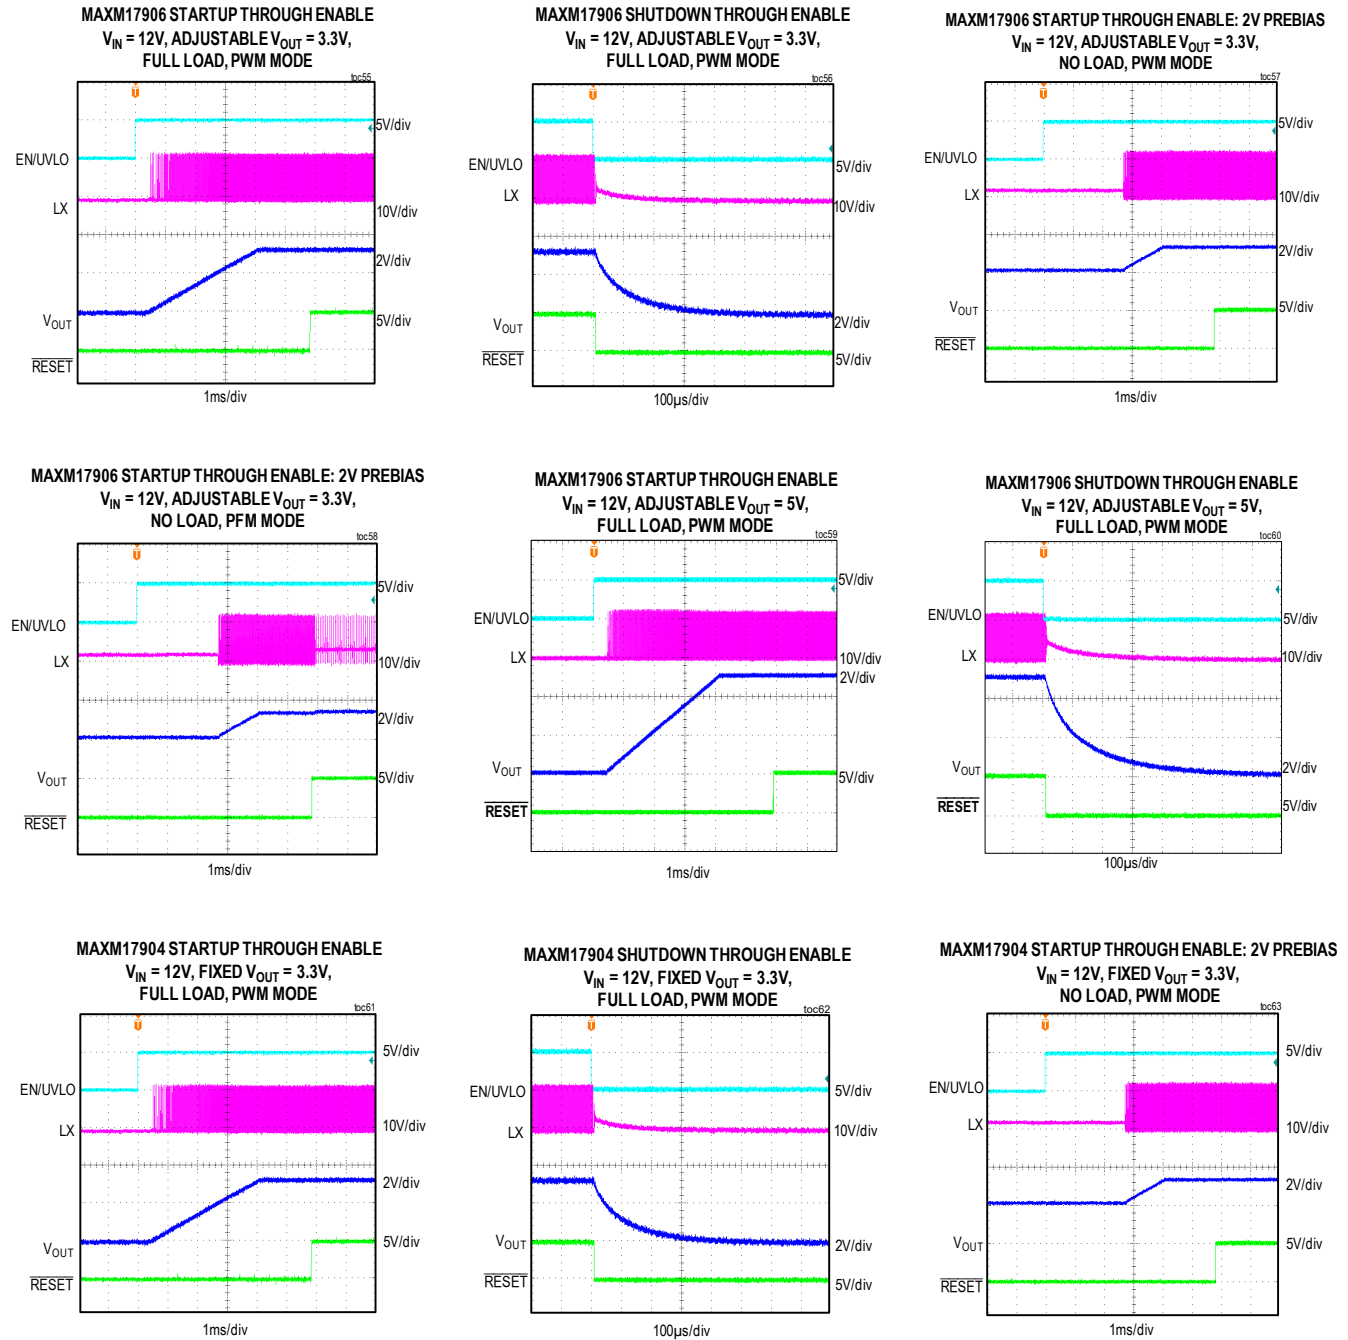 MAXM17906 STARTUP THROUGH ENABLE
VIN = 12V, ADJUSTABLE VOUT = 3.3V,
FULL LOAD, PWM MODE
toc55
T
5V/div
EN/UVLO
LX
10V/div
2V/div
VOUT
5V/div
RESET
1ms/div
MAXM17906 SHUTDOWN THROUGH ENABLE
VIN = 12V, ADJUSTABLE VOUT = 3.3V,
FULL LOAD, PWM MODE
toc56
T
EN/UVLO
5V/div
LX
10V/div
VOUT
2V/div
RESET
5V/div
100µs/div
MAXM17906 STARTUP THROUGH ENABLE: 2V PREBIAS
VIN = 12V, ADJUSTABLE VOUT = 3.3V,
NO LOAD, PWM MODE
toc57
T
5V/div
EN/UVLO
LX
10V/div
2V/div
VOUT
5V/div
RESET
1ms/div
MAXM17906 STARTUP THROUGH ENABLE: 2V PREBIAS
VIN = 12V, ADJUSTABLE VOUT = 3.3V,
NO LOAD, PFM MODE
toc58
T
5V/div
EN/UVLO
LX
10V/div
2V/div
VOUT
5V/div
RESET
1ms/div
MAXM17906 STARTUP THROUGH ENABLE
VIN = 12V, ADJUSTABLE VOUT = 5V,
FULL LOAD, PWM MODE
toc59
T
5V/div
EN/UVLO
LX
10V/div
2V/div
VOUT
5V/div
RESET
1ms/div
MAXM17906 SHUTDOWN THROUGH ENABLE
VIN = 12V, ADJUSTABLE VOUT = 5V,
FULL LOAD, PWM MODE
toc60
T
EN/UVLO
5V/div
LX
10V/div
VOUT
2V/div
RESET
5V/div
100µs/div
MAXM17904 STARTUP THROUGH ENABLE
VIN = 12V, FIXED VOUT = 3.3V,
FULL LOAD, PWM MODE
toc61
T
5V/div
EN/UVLO
LX
10V/div
2V/div
VOUT
5V/div
RESET
1ms/div
MAXM17904 SHUTDOWN THROUGH ENABLE
VIN = 12V, FIXED VOUT = 3.3V,
FULL LOAD, PWM MODE
toc62
T
EN/UVLO
5V/div
LX
10V/div
VOUT
2V/div
RESET
5V/div
100µs/div
MAXM17904 STARTUP THROUGH ENABLE: 2V PREBIAS
VIN = 12V, FIXED VOUT = 3.3V,
NO LOAD, PWM MODE
toc63
T
5V/div
EN/UVLO
LX
10V/div
2V/div
VOUT
5V/div
RESET
1ms/div